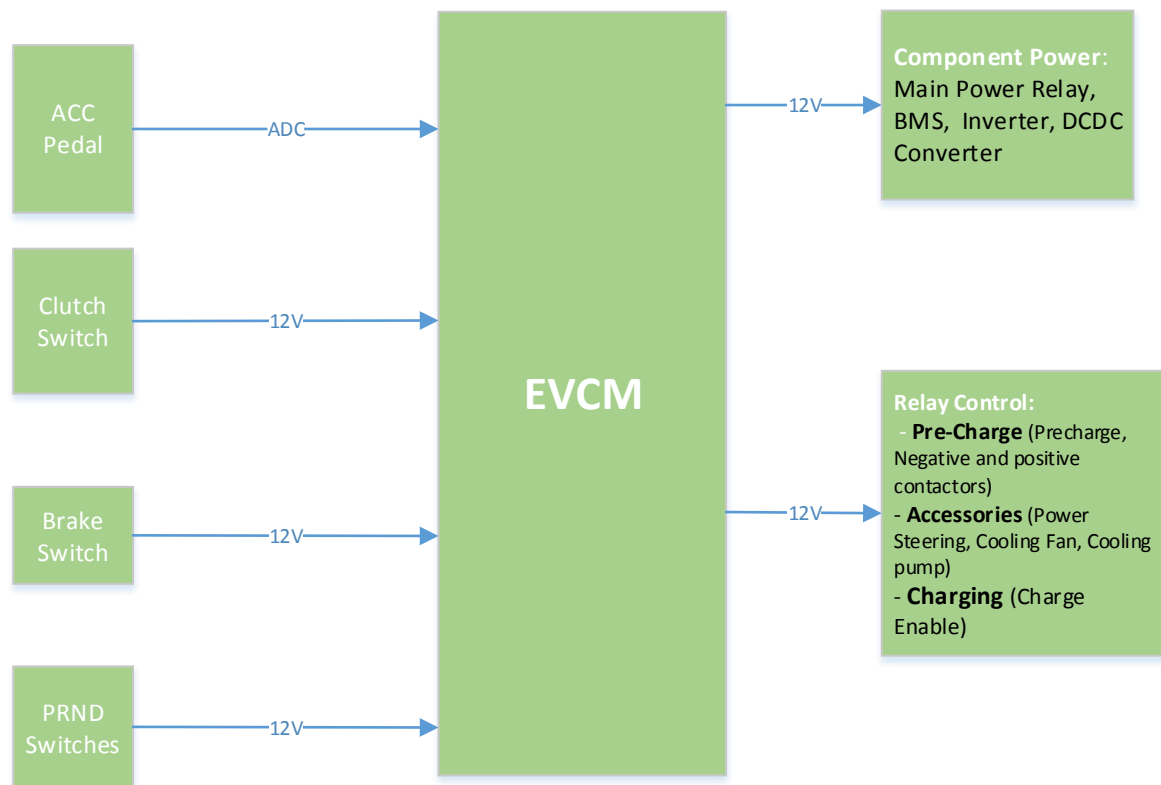 ACC
Pedal
ADC
Clutch
Switch
12V
Brake
Switch
12V
PRND
Switches
12V
EVCM
12V
Component Power:
Main Power Relay,
BMS, Inverter, DCDC
Converter
12V
Relay Control:
- Pre-Charge (Precharge,
Negative and positive
contactors)
- Accessories (Power
Steering, Cooling Fan, Cooling
pump)
- Charging (Charge
Enable)